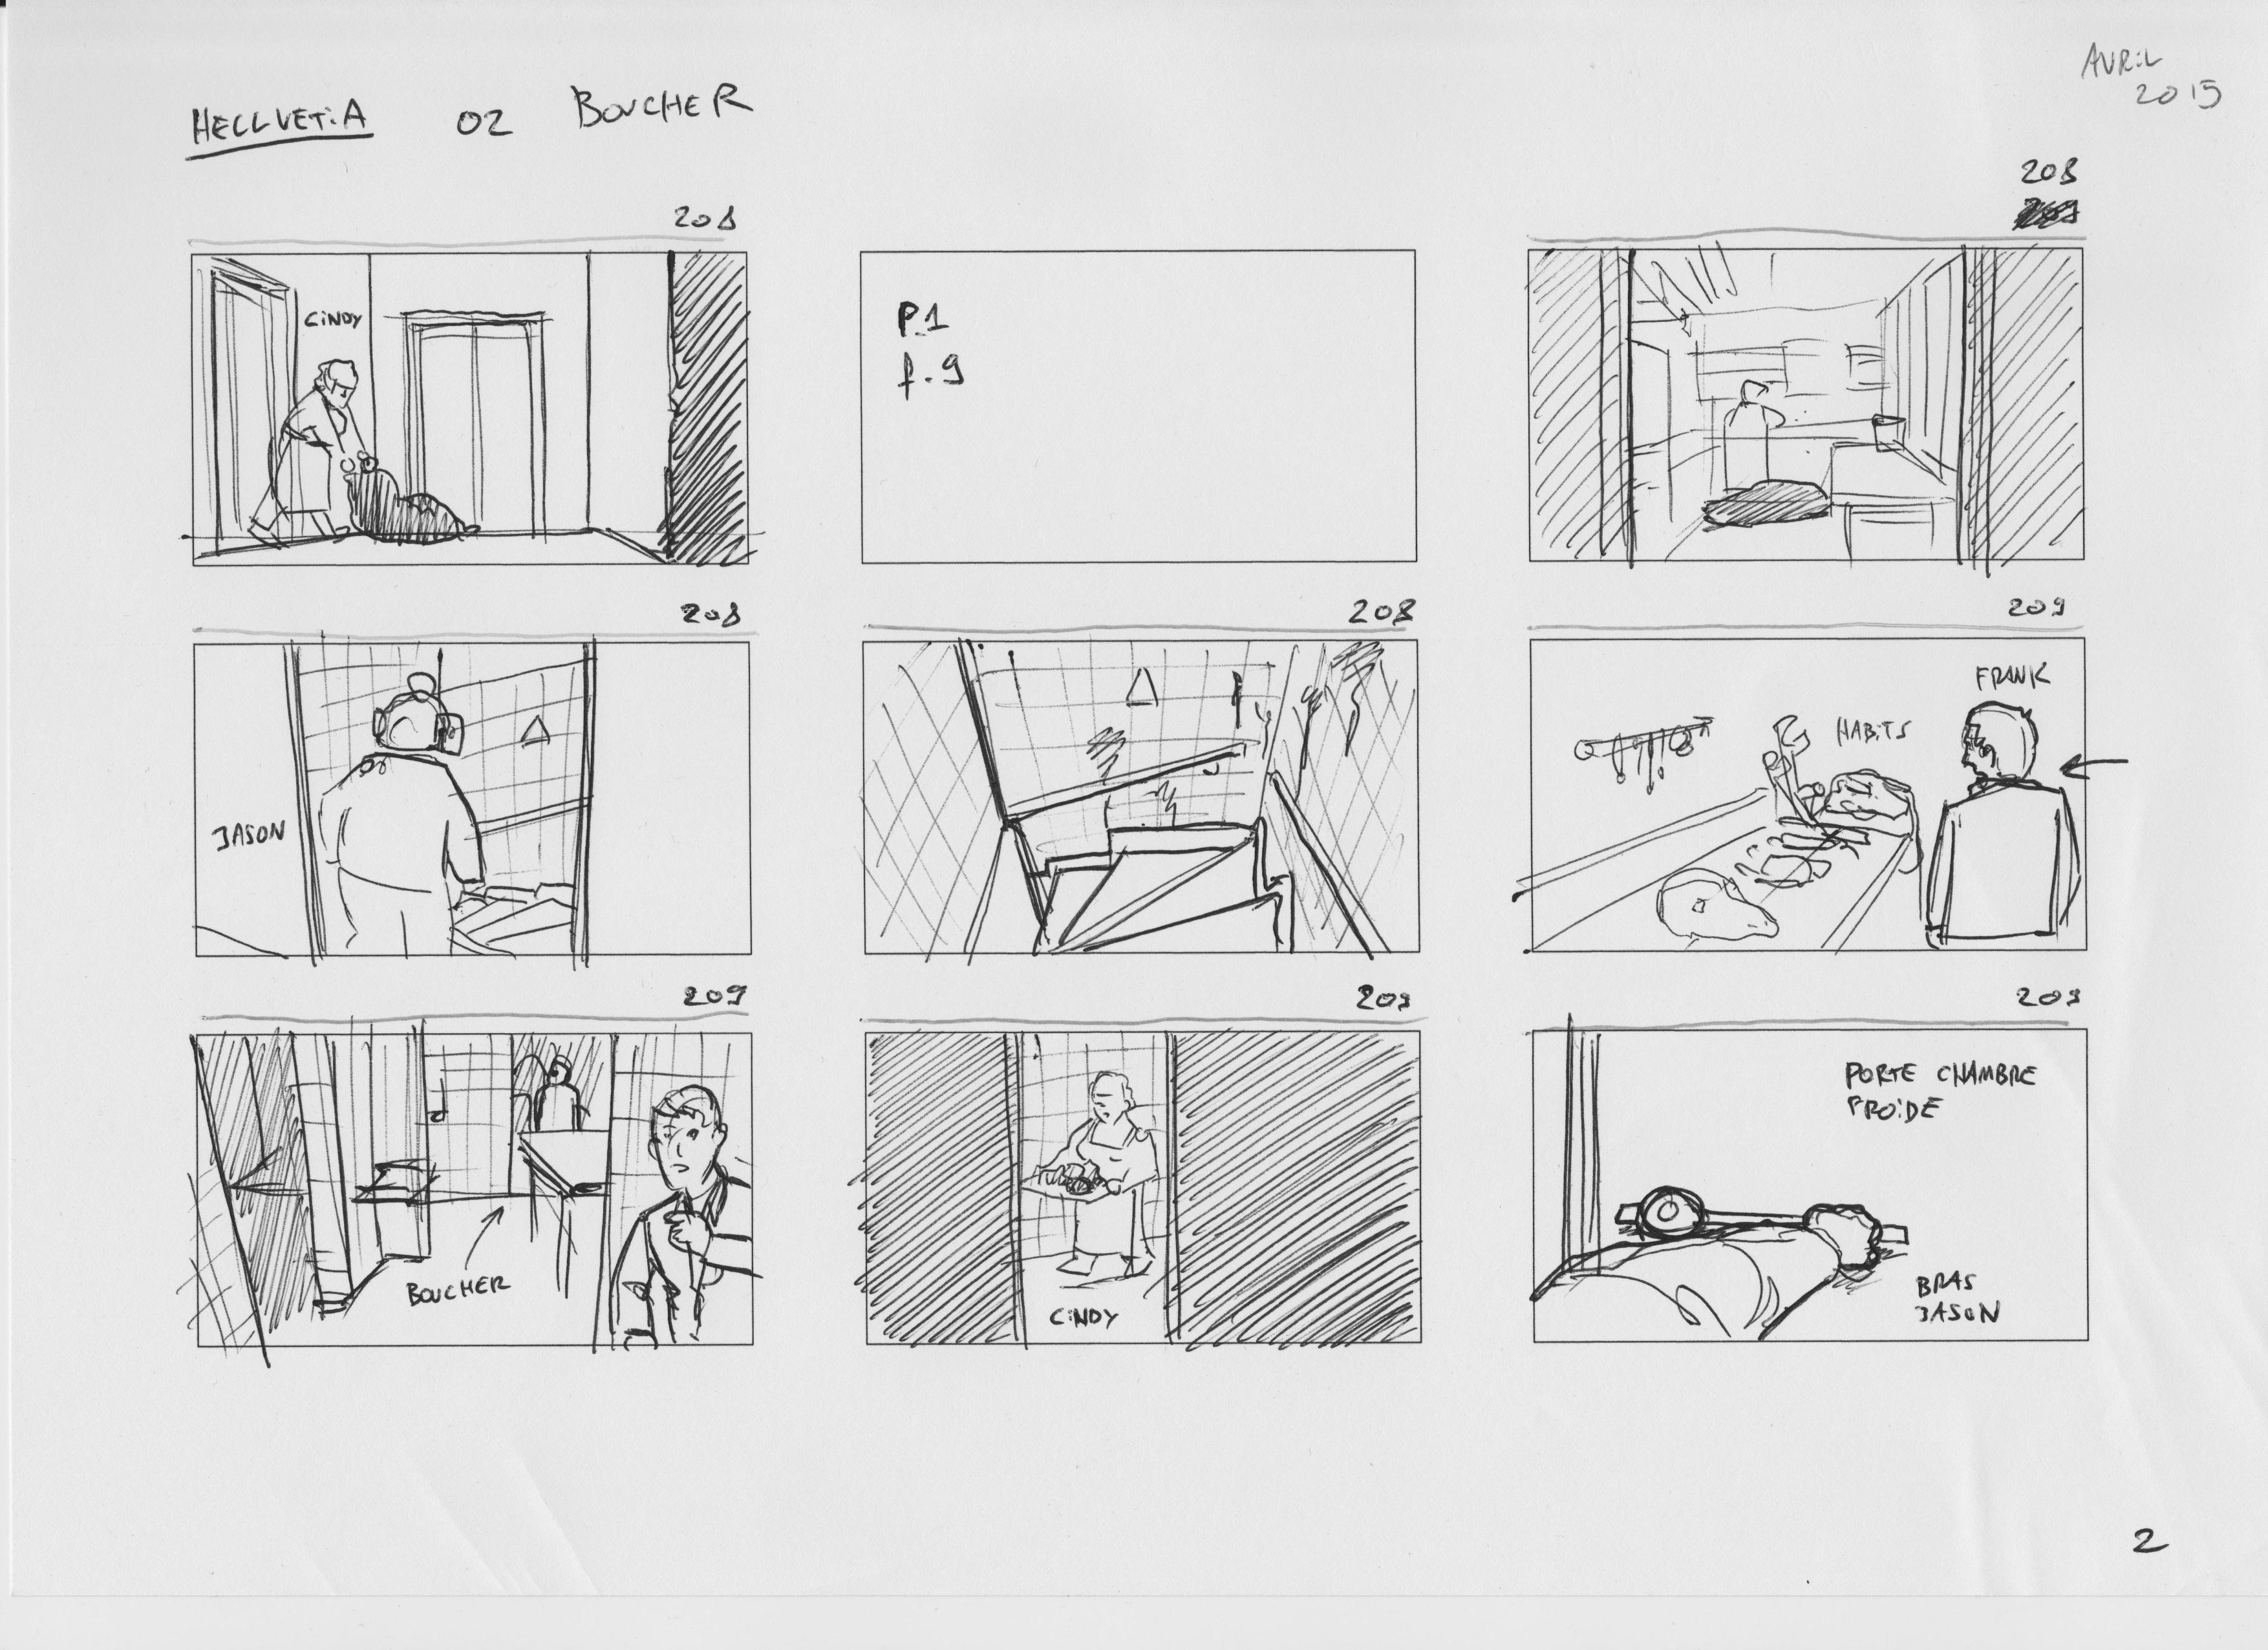 HELLVETiA 02 BOUCHER
AVRiL
2015
208
208
CiNDY
P.1
f.9
208
208
209
JASON
FRANK
HABiTS
209
209
209
BOUCHER
CiNDY
PORTE CHAMBRE
FROiDE
BRAS
JASON
2